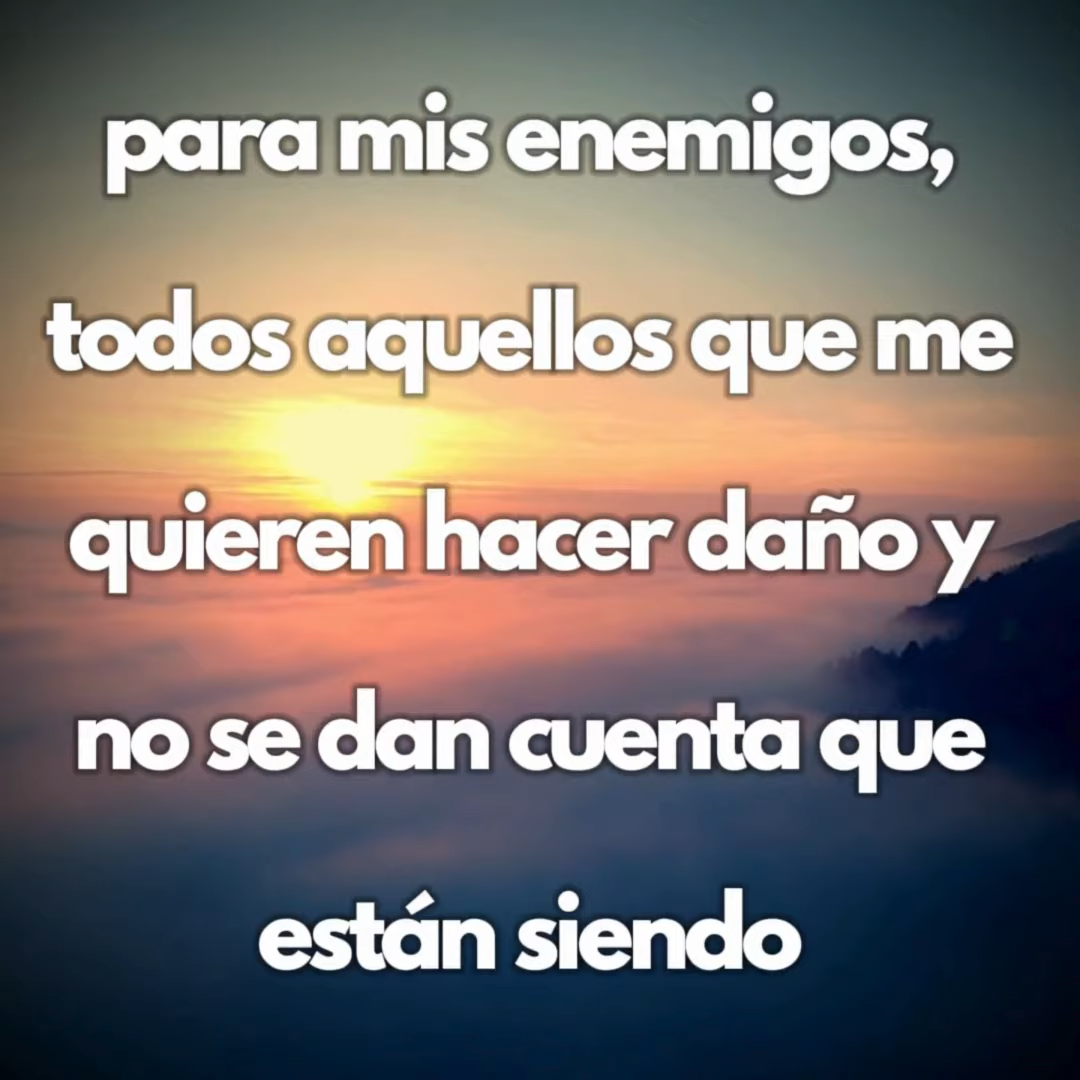 para mis enemigos,
todos aquellos que me
quieren hacer daño y
no se dan cuenta que
están siendo